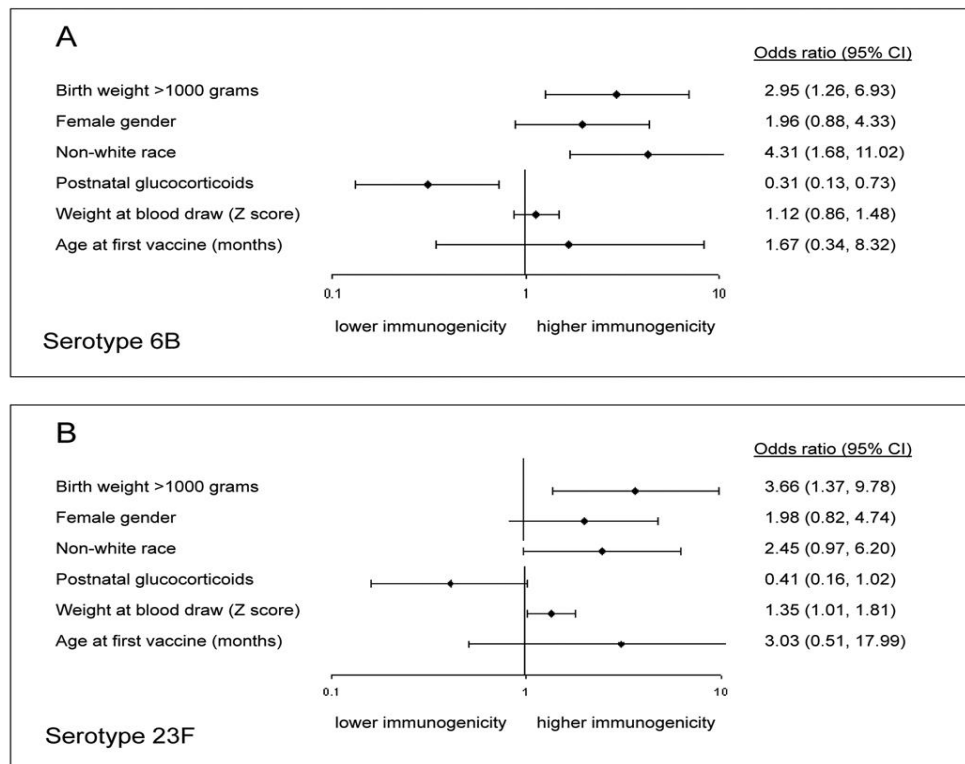 A
Odds ratio (95% CI)
Birth weight >1000 grams 2.95 (1.26, 6.93)
Female gender 1.96 (0.88, 4.33)
Non-white race 4.31 (1.68, 11.02)
Postnatal glucocorticoids 0.31 (0.13, 0.73)
Weight at blood draw (Z score) 1.12 (0.86, 1.48)
Age at first vaccine (months) 1.67 (0.34, 8.32)
0.1 1 10
lower immunogenicity higher immunogenicity
Serotype 6B
B
Odds ratio (95% CI)
Birth weight >1000 grams 3.66 (1.37, 9.78)
Female gender 1.98 (0.82, 4.74)
Non-white race 2.45 (0.97, 6.20)
Postnatal glucocorticoids 0.41 (0.16, 1.02)
Weight at blood draw (Z score) 1.35 (1.01, 1.81)
Age at first vaccine (months) 3.03 (0.51, 17.99)
0.1 1 10
lower immunogenicity higher immunogenicity
Serotype 23F